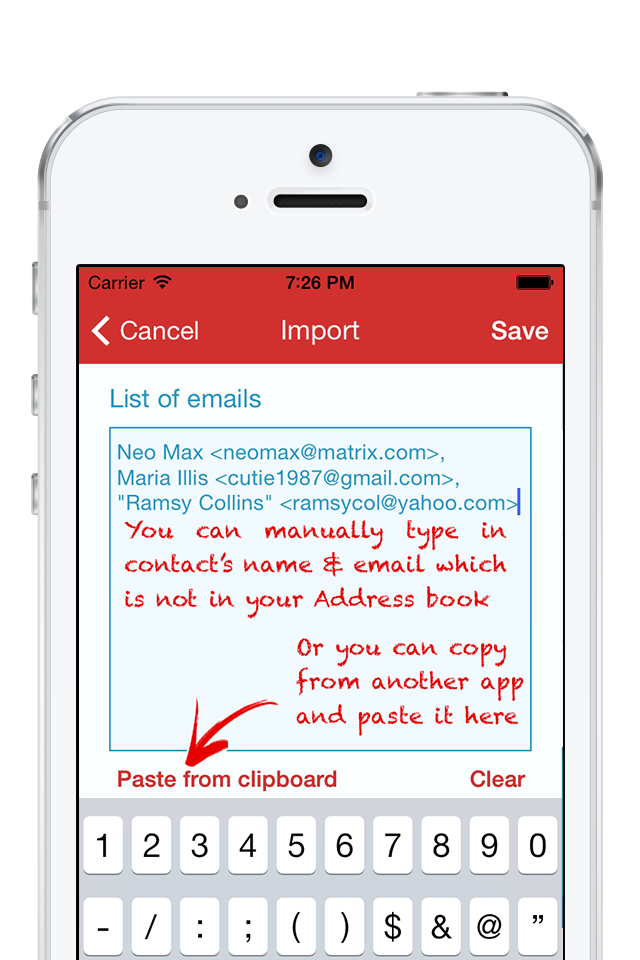 Carrier 7:26 PM
Cancel Import Save
List of emails
Neo Max <neomax@matrix.com>,
Maria Illis <cutie1987@gmail.com>,
"Ramsy Collins" <ramsycol@yahoo.com>
You can manually type in
contact's name & email which
is not in your Address book
Or you can copy
from another app
and paste it here
Paste from clipboard Clear
1 2 3 4 5 6 7 8 9 0
- / : ; ( ) $ & @ ”